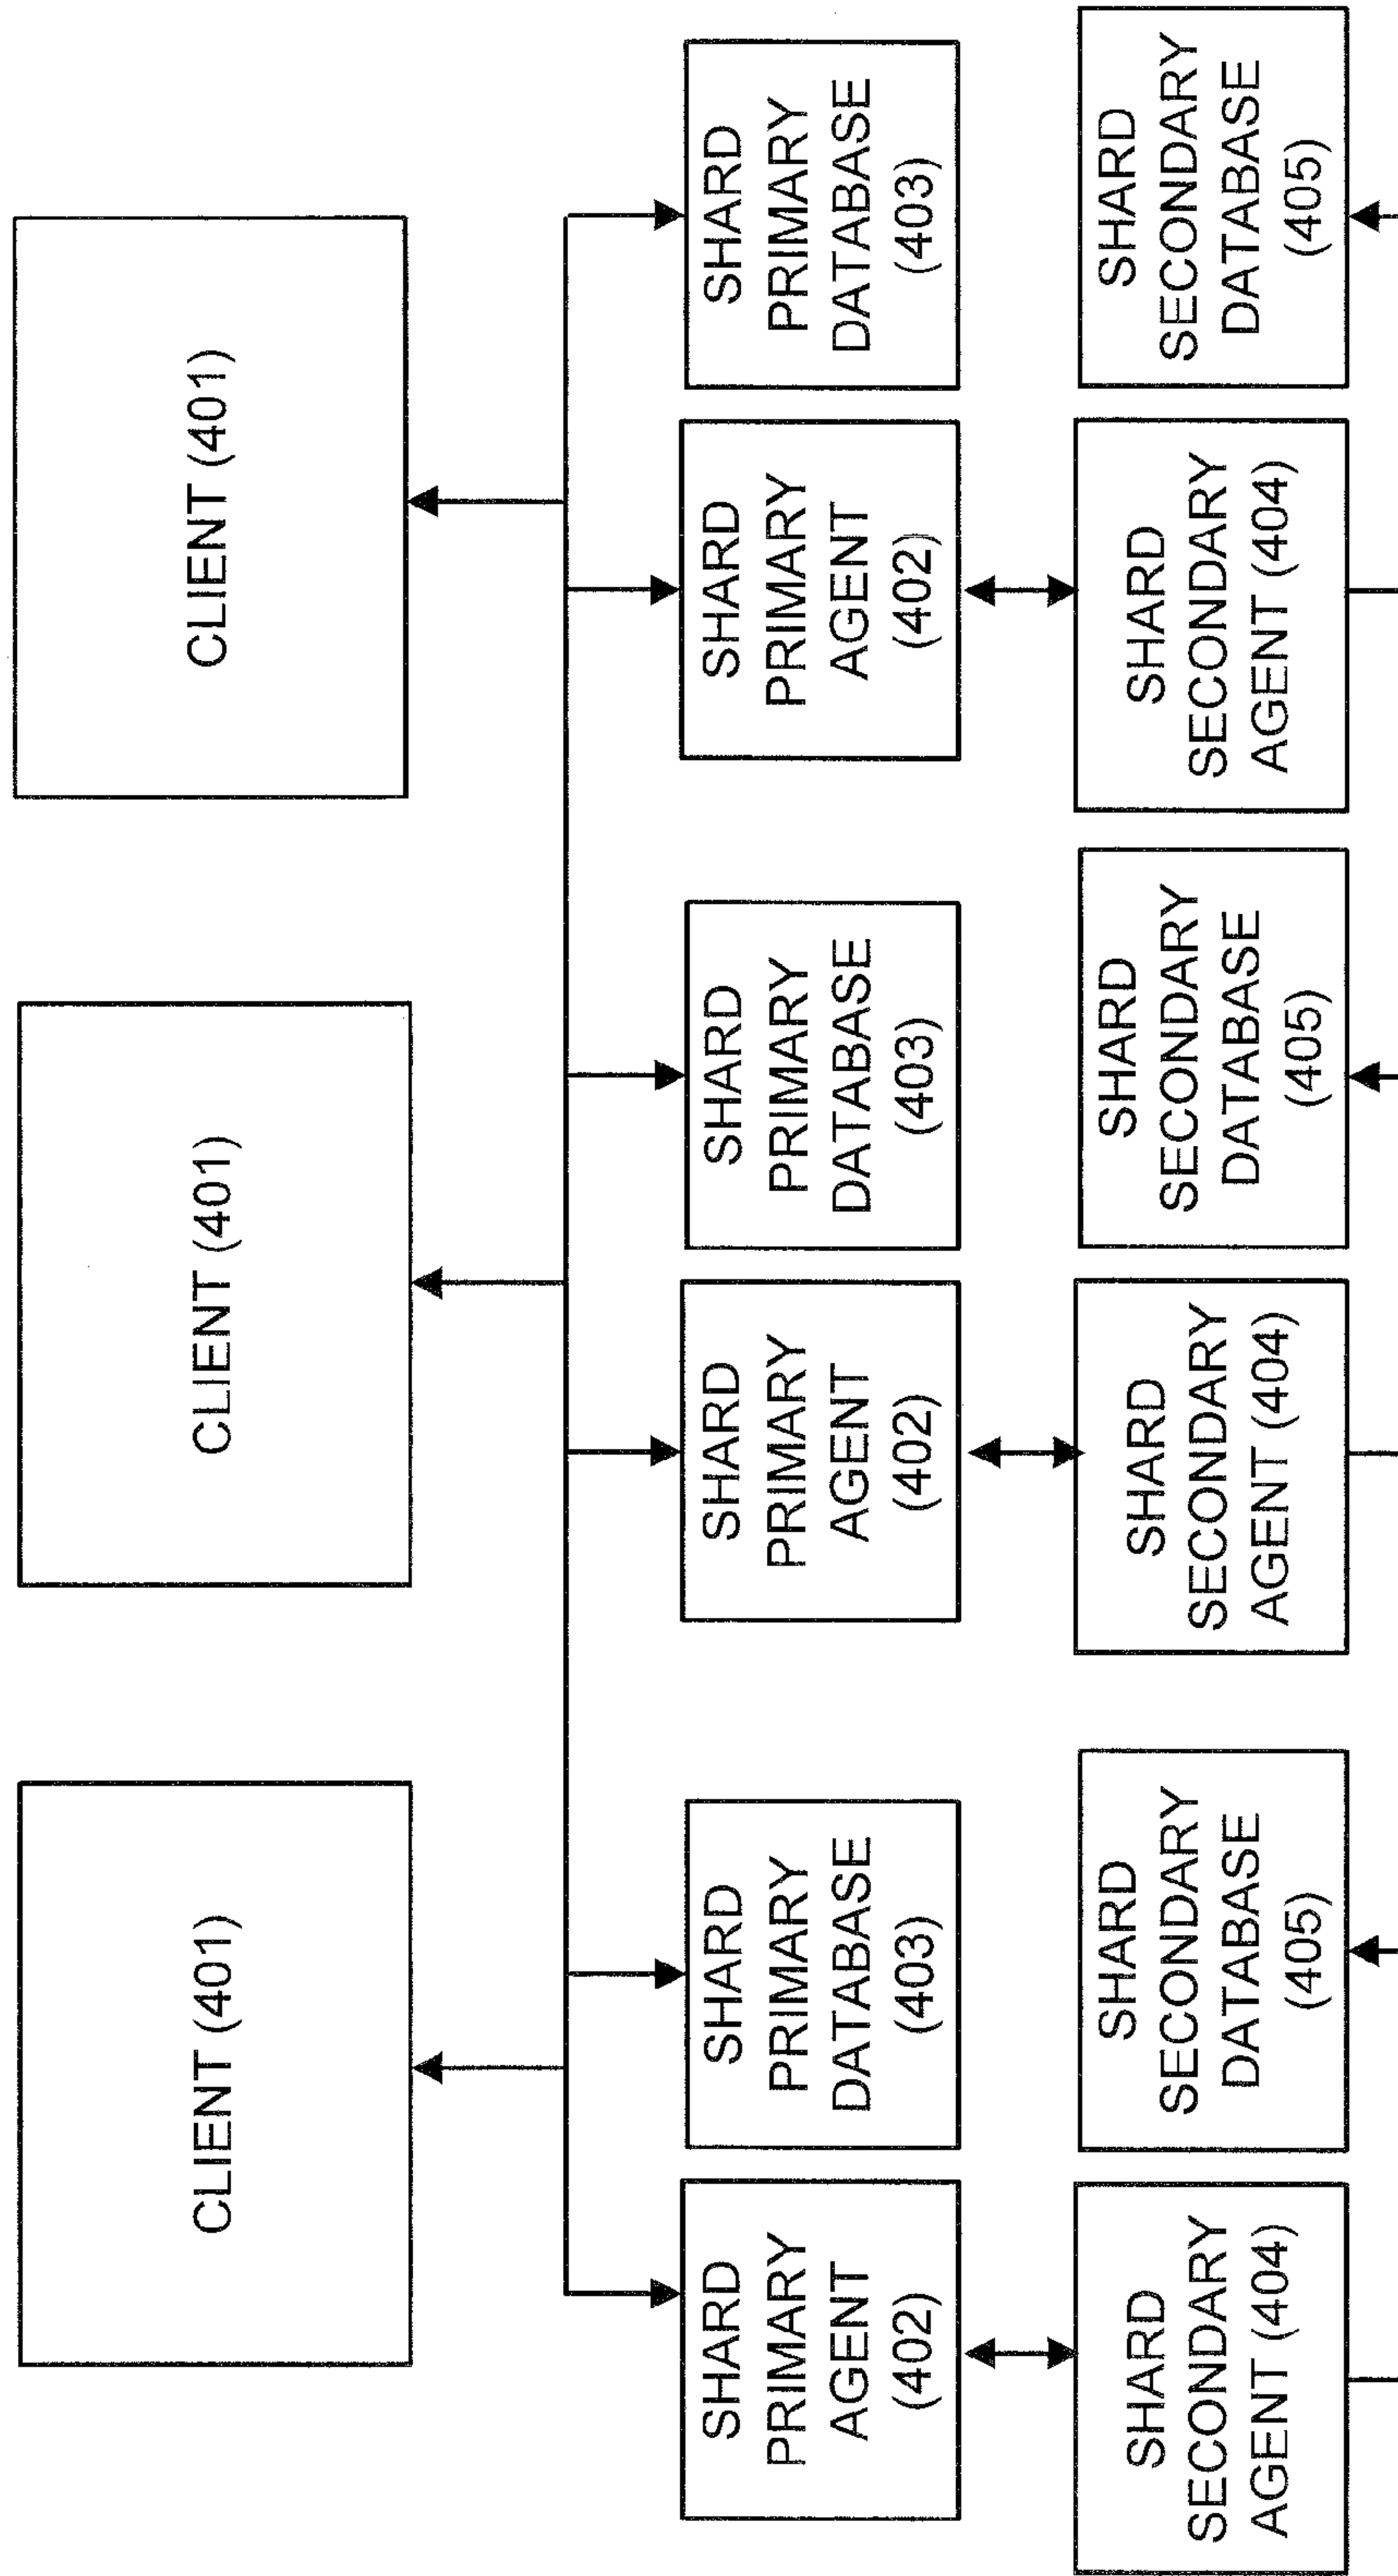 CLIENT (401)
CLIENT (401)
CLIENT (401)
SHARD
PRIMARY
AGENT
(402)
SHARD
PRIMARY
DATABASE
(403)
SHARD
PRIMARY
AGENT
(402)
SHARD
PRIMARY
DATABASE
(403)
SHARD
PRIMARY
AGENT
(402)
SHARD
PRIMARY
DATABASE
(403)
SHARD
SECONDARY
AGENT (404)
SHARD
SECONDARY
DATABASE
(405)
SHARD
SECONDARY
AGENT (404)
SHARD
SECONDARY
DATABASE
(405)
SHARD
SECONDARY
AGENT (404)
SHARD
SECONDARY
DATABASE
(405)